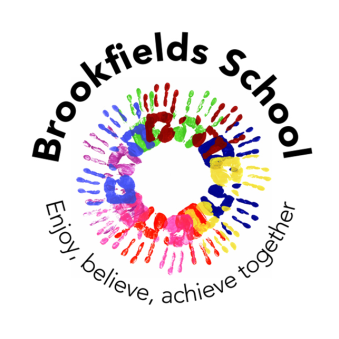 Brookfields School
Enjoy, believe, achieve together